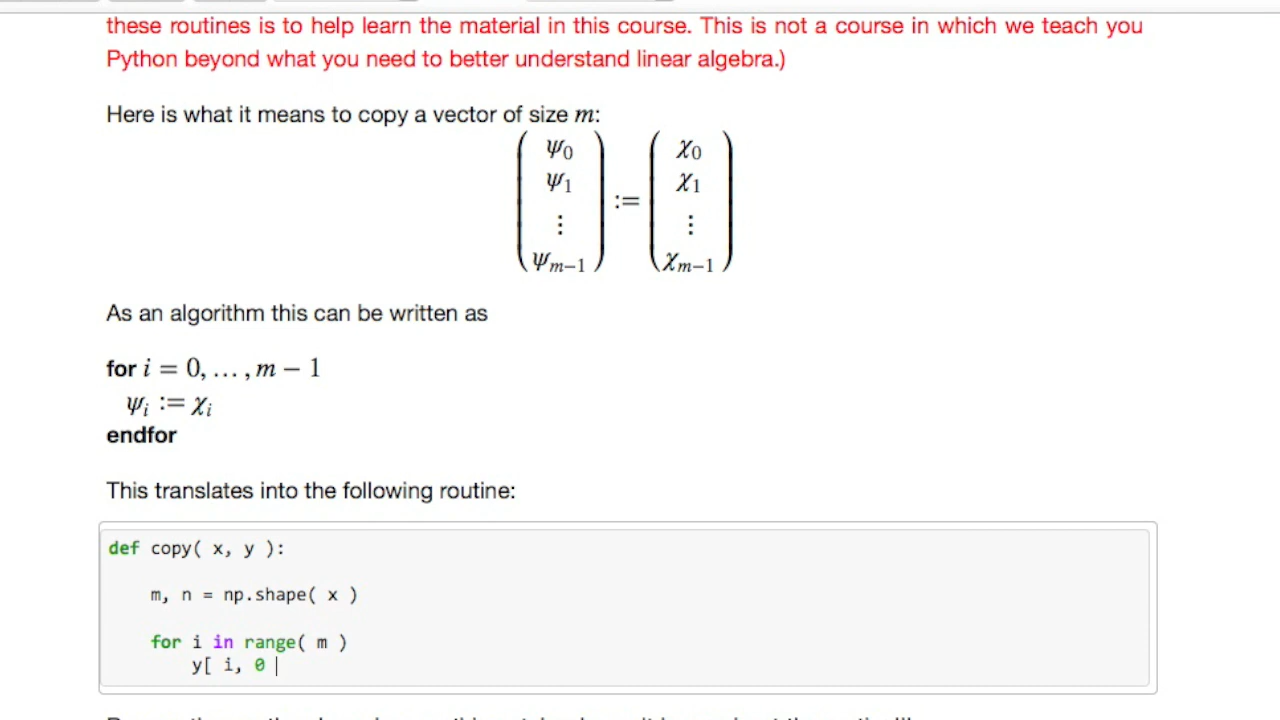 these routines is to help learn the material in this course. This is not a course in which we teach you
Python beyond what you need to better understand linear algebra.)
Here is what it means to copy a vector of size m:
ψ0 χ0
ψ1 χ1
⋮ := ⋮
ψm−1 χm−1
As an algorithm this can be written as
for i = 0, … , m − 1
ψi := χi
endfor
This translates into the following routine:
def copy( x, y ):
m, n = np.shape( x )
for i in range( m )
y[ i, 0